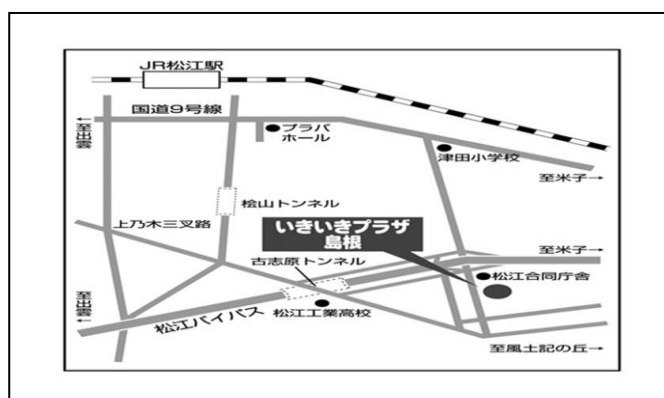 JR松江駅
国道9号線
至出雲
プラバ
ホール
津田小学校
至米子
桧山トンネル
上乃木三叉路
いきいきプラザ
島根
至米子
古志原トンネル
松江合同庁舎
至出雲
松江バイパス
松江工業高校
至風土記の丘